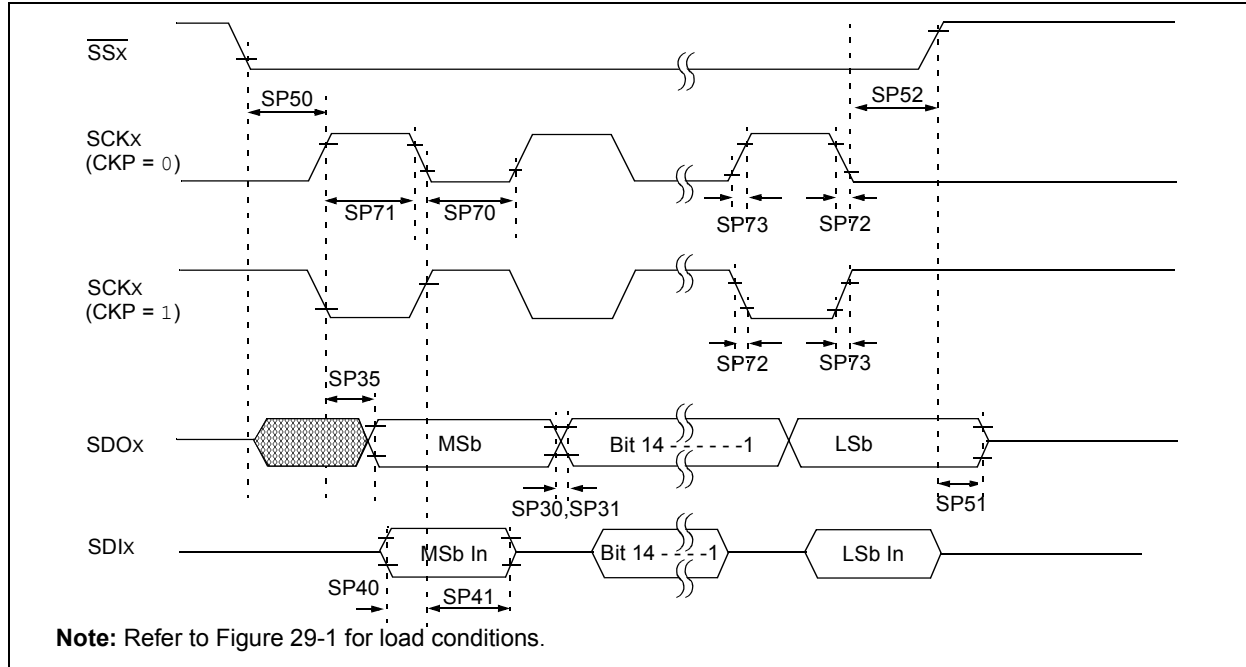 SSx
SP50
SP52
SCKx
(CKP = 0)
SP71
SP70
SP73
SP72
SCKx
(CKP = 1)
SP72
SP73
SP35
SDOx
MSb
Bit 14 - - - - - -1
LSb
SP30,SP31
SP51
SDIx
MSb In
Bit 14 - - - -1
LSb In
SP40
SP41
Note: Refer to Figure 29-1 for load conditions.